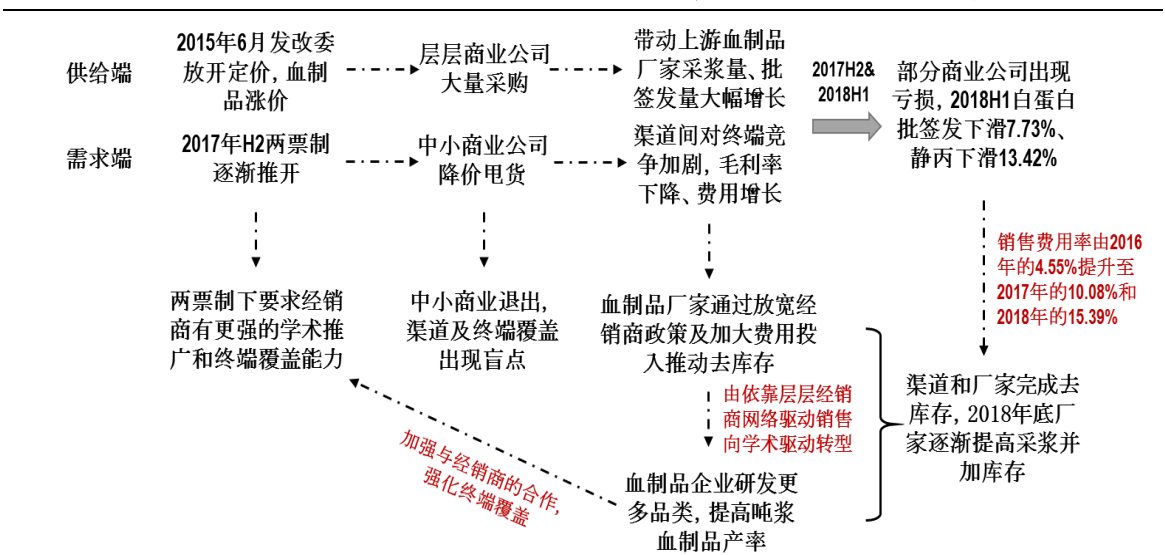 供给端
2015年6月发改委
放开定价,血制
品涨价
层层商业公司
大量采购
带动上游血制品
厂家采浆量、批
签发量大幅增长
2017H2&
2018H1
部分商业公司出现
亏损,2018H1白蛋白
批签发下滑7.73%、
静丙下滑13.42%
需求端
2017年H2两票制
逐渐推开
中小商业公司
降价甩货
渠道间对终端竞
争加剧,毛利率
下降、费用增长
销售费用率由2016
年的4.55%提升至
2017年的10.08%和
2018年的15.39%
两票制下要求经销
商有更强的学术推
广和终端覆盖能力
中小商业退出,
渠道及终端覆盖
出现盲点
血制品厂家通过放宽经
销商政策及加大费用投
入推动去库存
由依靠层层经销
商网络驱动销售
向学术驱动转型
渠道和厂家完成去
库存,2018年底厂
家逐渐提高采浆并
加库存
加强与经销商的合作,
强化终端覆盖
血制品企业研发更
多品类,提高吨浆
血制品产率